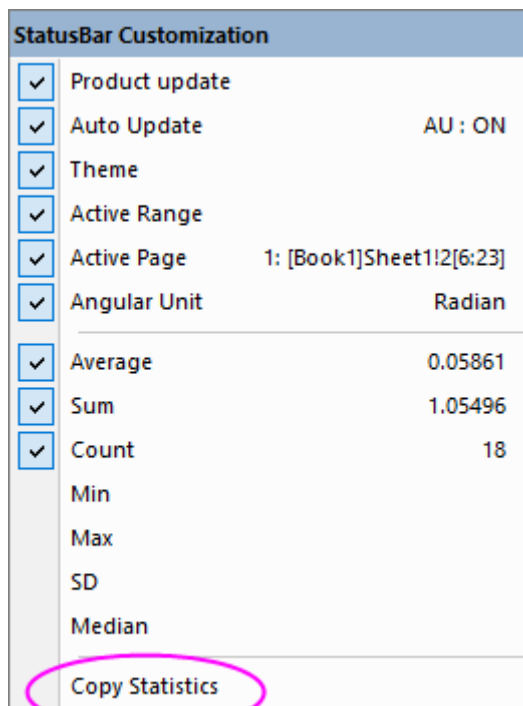 StatusBar Customization
Product update
Auto Update AU : ON
Theme
Active Range
Active Page 1: [Book1]Sheet1!2[6:23]
Angular Unit Radian
Average 0.05861
Sum 1.05496
Count 18
Min
Max
SD
Median
Copy Statistics